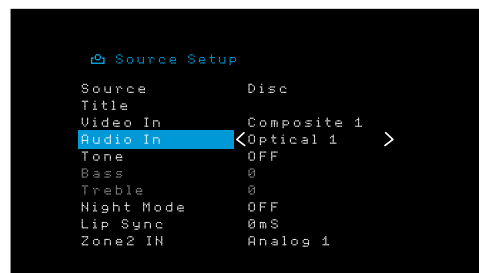 Source Setup
Source Disc
Title
Video In Composite 1
Audio In <Optical 1 >
Tone OFF
Bass 0
Treble 0
Night Mode OFF
Lip Sync 0mS
Zone2 IN Analog 1